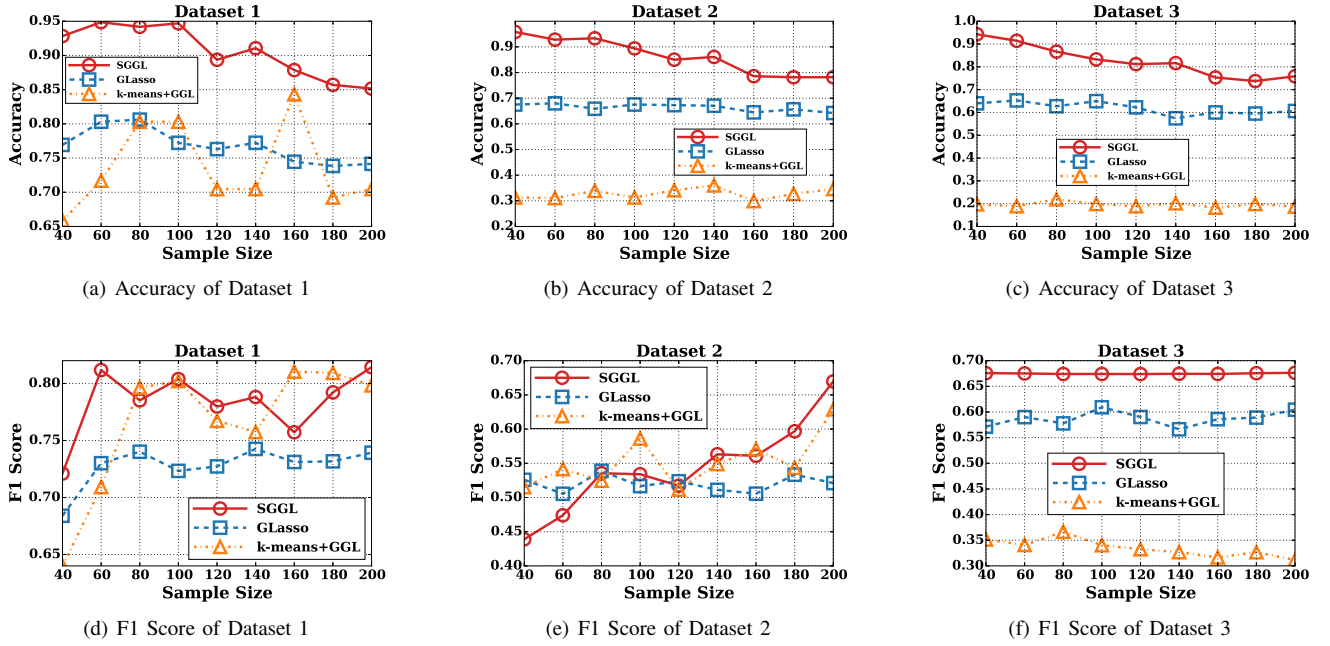 Dataset 1
0.95
0.90
0.85
0.80
0.75
0.70
0.65
Accuracy
SGGL
GLasso
k-means+GGL
40 60 80 100 120 140 160 180 200
Sample Size
(a) Accuracy of Dataset 1
Dataset 2
1.0
0.9
0.8
0.7
0.6
0.5
0.4
0.3
0.2
Accuracy
SGGL
GLasso
k-means+GGL
40 60 80 100 120 140 160 180 200
Sample Size
(b) Accuracy of Dataset 2
Dataset 3
1.0
0.9
0.8
0.7
0.6
0.5
0.4
0.3
0.2
0.1
Accuracy
SGGL
GLasso
k-means+GGL
40 60 80 100 120 140 160 180 200
Sample Size
(c) Accuracy of Dataset 3
Dataset 1
0.80
0.75
0.70
0.65
F1 Score
SGGL
GLasso
k-means+GGL
40 60 80 100 120 140 160 180 200
Sample Size
(d) F1 Score of Dataset 1
Dataset 2
0.70
0.65
0.60
0.55
0.50
0.45
0.40
F1 Score
SGGL
GLasso
k-means+GGL
40 60 80 100 120 140 160 180 200
Sample Size
(e) F1 Score of Dataset 2
Dataset 3
0.70
0.65
0.60
0.55
0.50
0.45
0.40
0.35
0.30
F1 Score
SGGL
GLasso
k-means+GGL
40 60 80 100 120 140 160 180 200
Sample Size
(f) F1 Score of Dataset 3